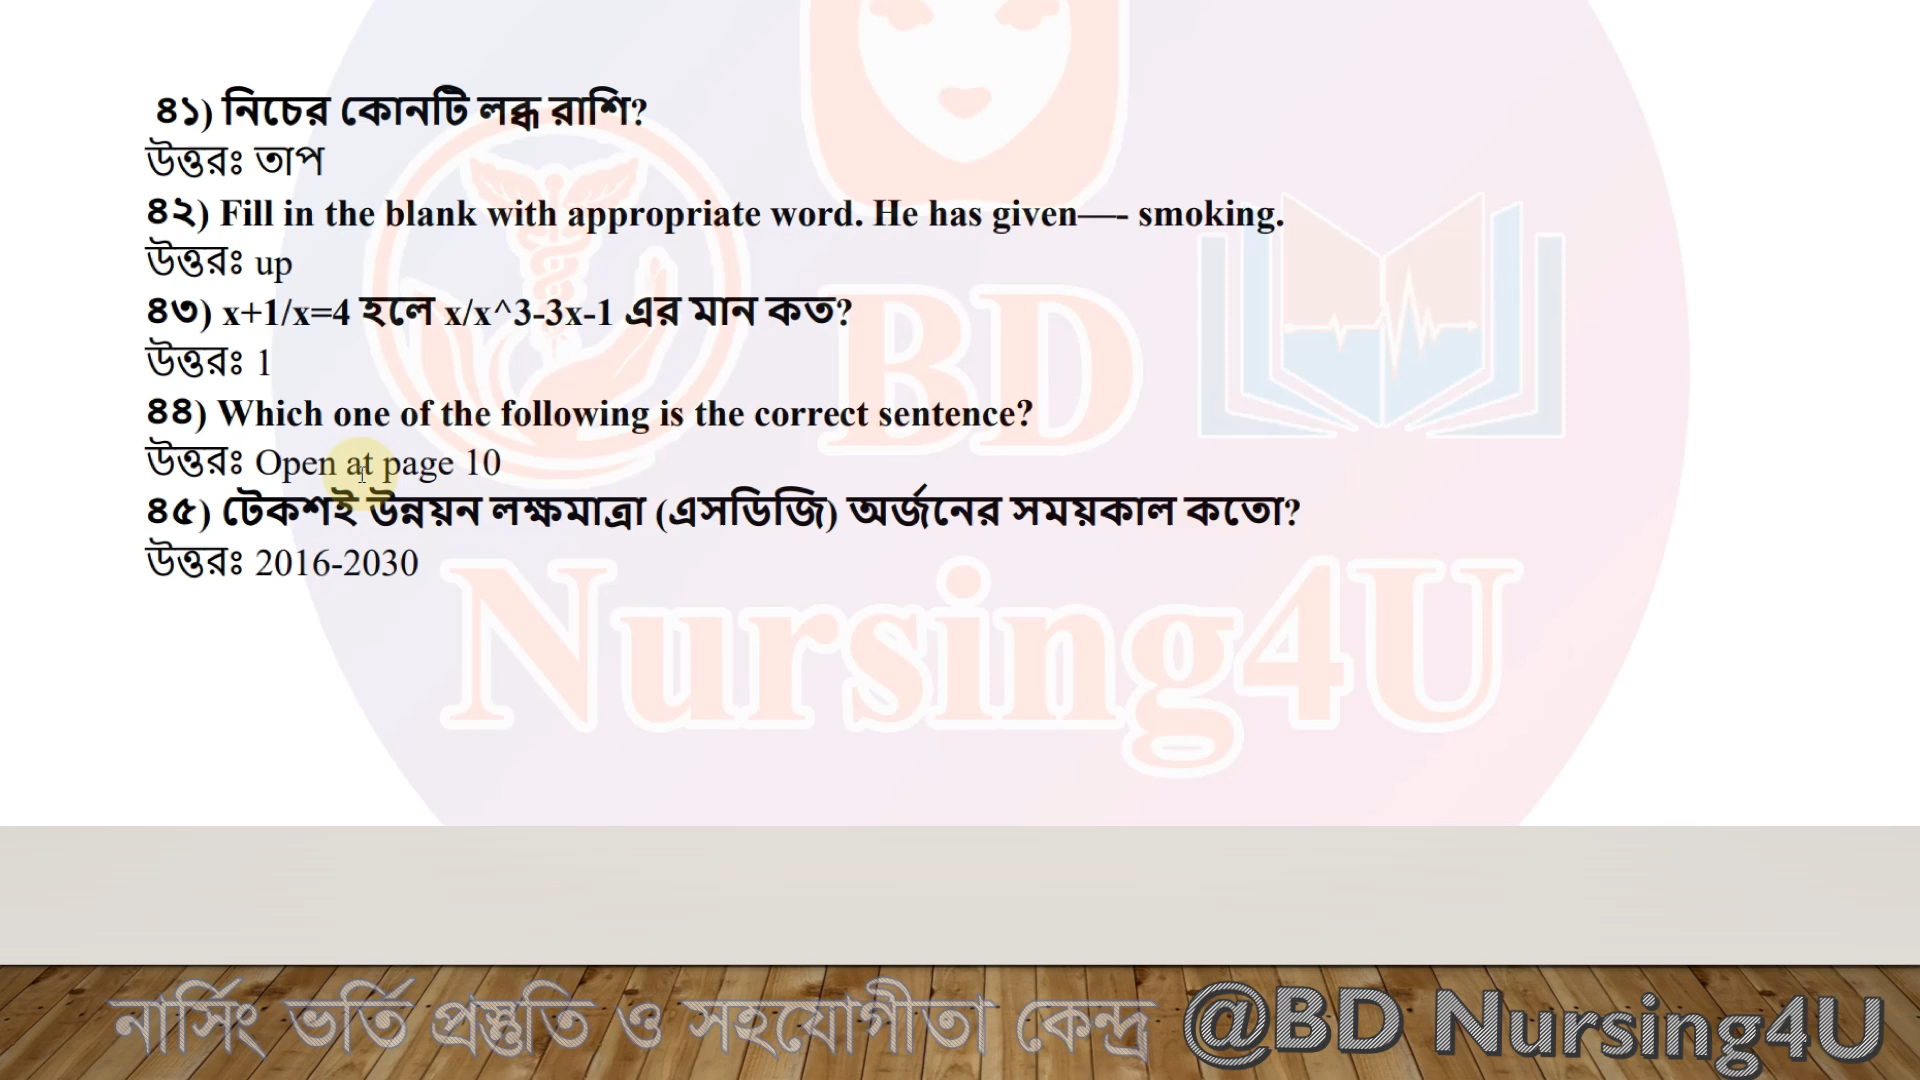 ৪১) নিচের কোনটি লব্ধ রাশি?
উত্তরঃ তাপ
৪২) Fill in the blank with appropriate word. He has given—- smoking.
উত্তরঃ up
৪৩) x+1/x=4 হলে x/x^3-3x-1 এর মান কত?
উত্তরঃ 1
৪৪) Which one of the following is the correct sentence?
উত্তরঃ Open at page 10
৪৫) টেকশই উন্নয়ন লক্ষমাত্রা (এসডিজি) অর্জনের সময়কাল কতো?
উত্তরঃ 2016-2030
BD
Nursing4U
নার্সিং ভর্তি প্রস্তুতি ও সহযোগীতা কেন্দ্র @BD Nursing4U